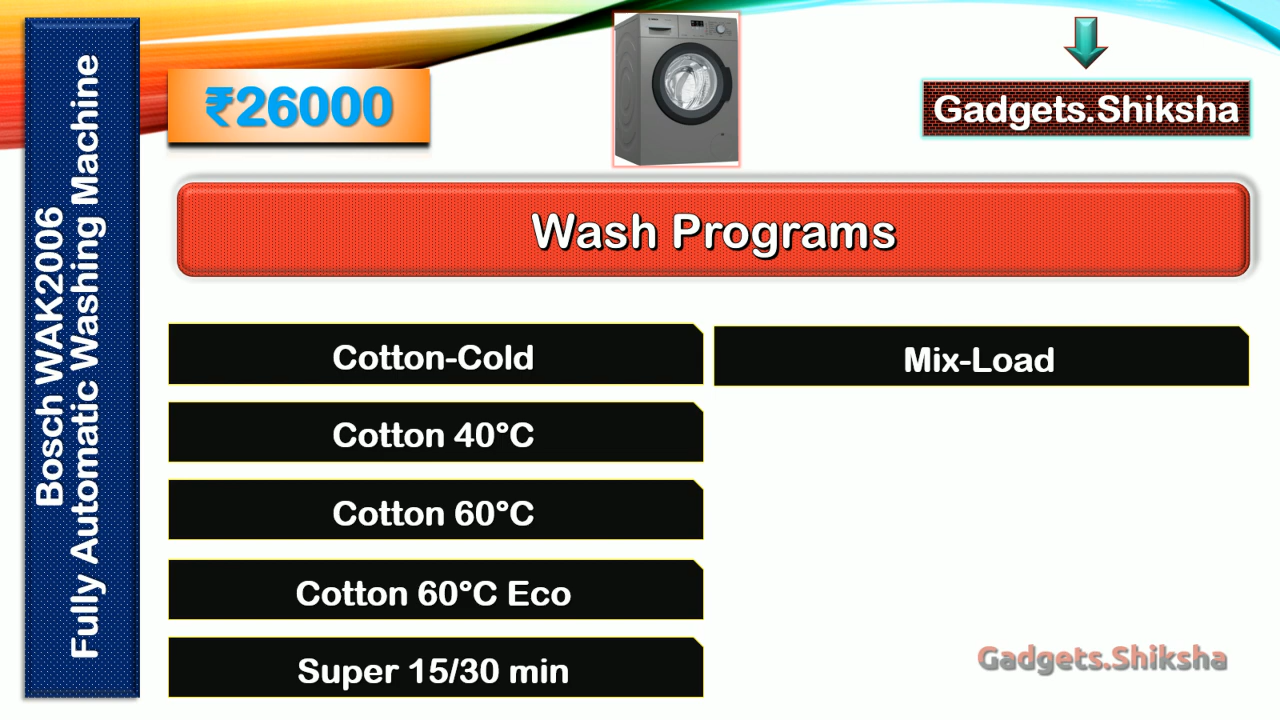 Bosch WAK2006
Fully Automatic Washing Machine
₹26000
Gadgets.Shiksha
Wash Programs
Cotton-Cold
Mix-Load
Cotton 40°C
Cotton 60°C
Cotton 60°C Eco
Super 15/30 min
Gadgets.Shiksha